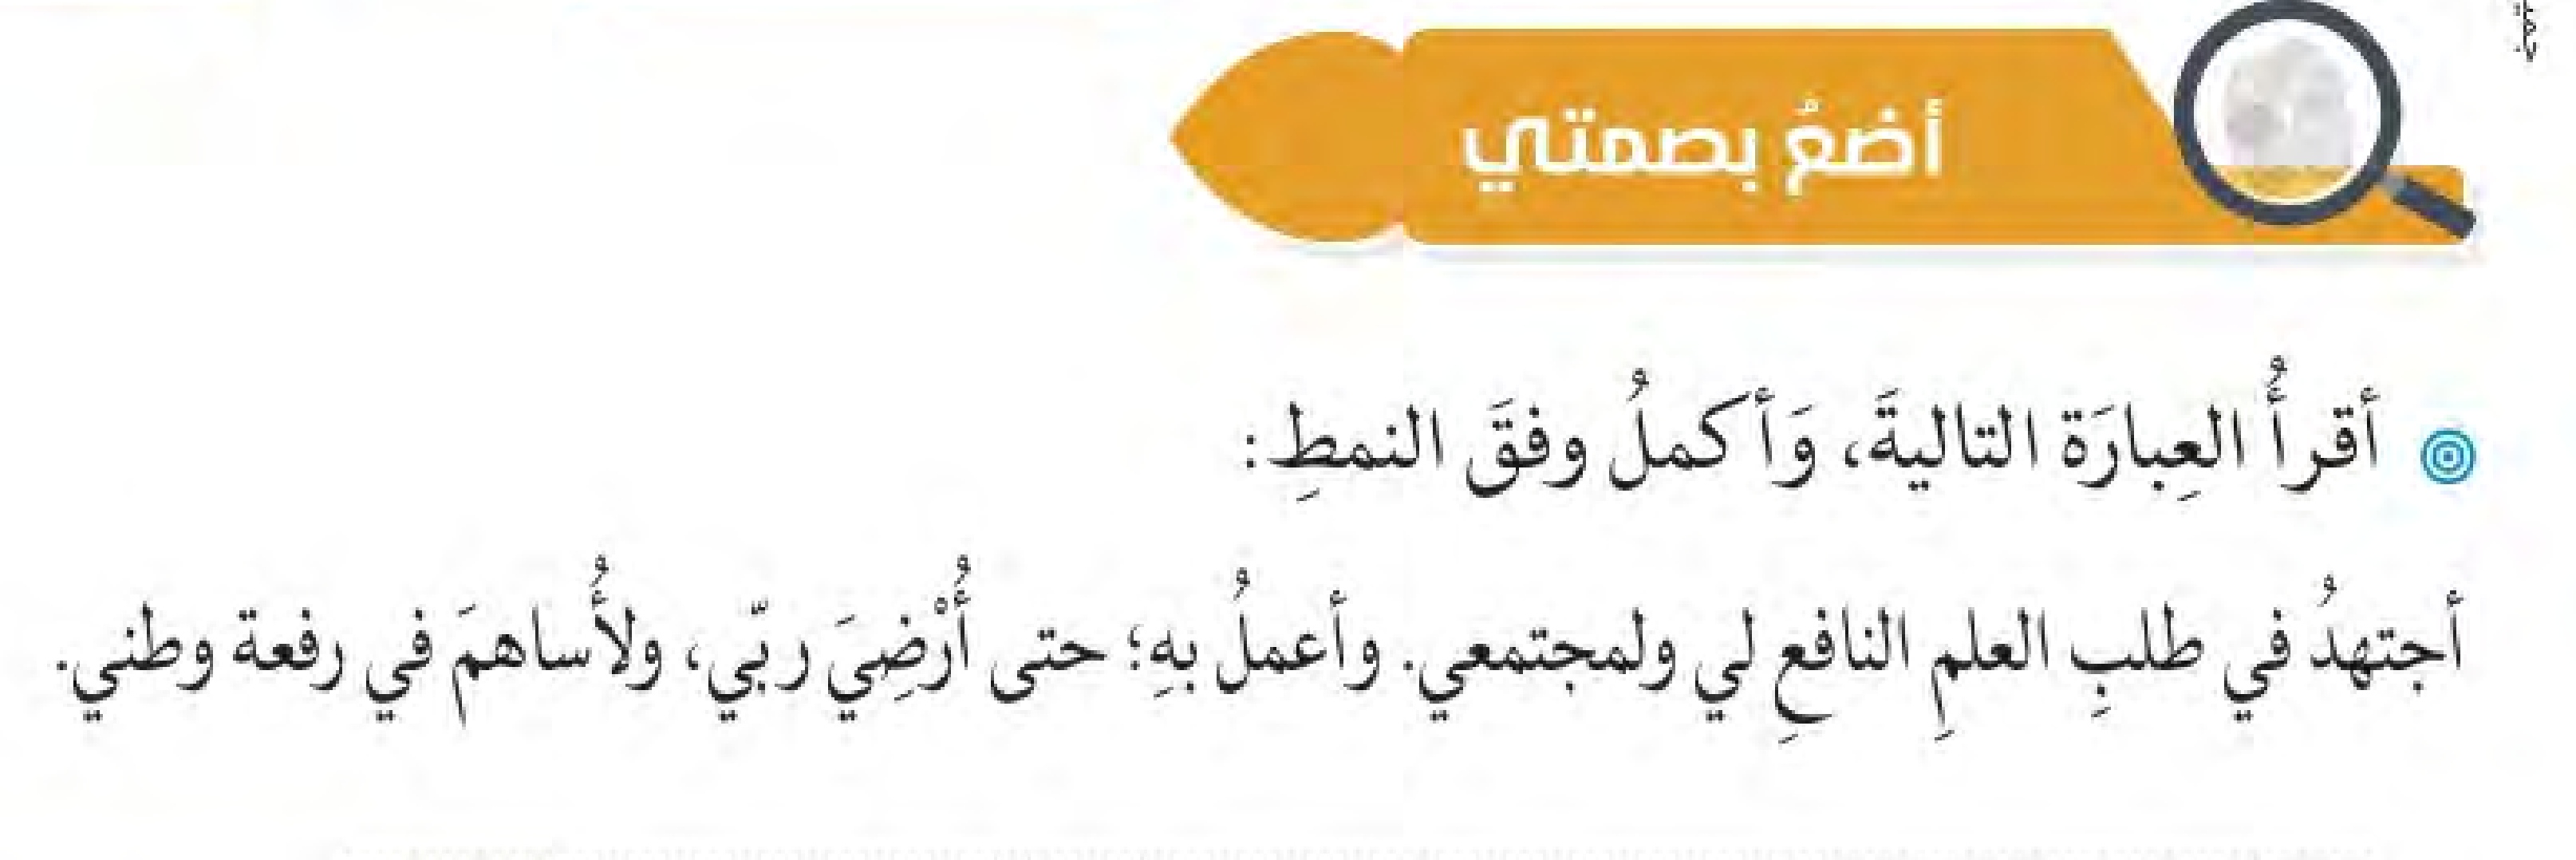 أضعُ بصمتي
أقرأُ العِبارَة التاليةَ، وَأكملُ وفقَ النمطِ:
أجتهدُ في طلبِ العلمِ النافعِ لي ولمجتمعي. وأعملُ بهِ؛ حتى أُرْضِيَ ربّي، ولأُساهمَ في رفعة وطني.